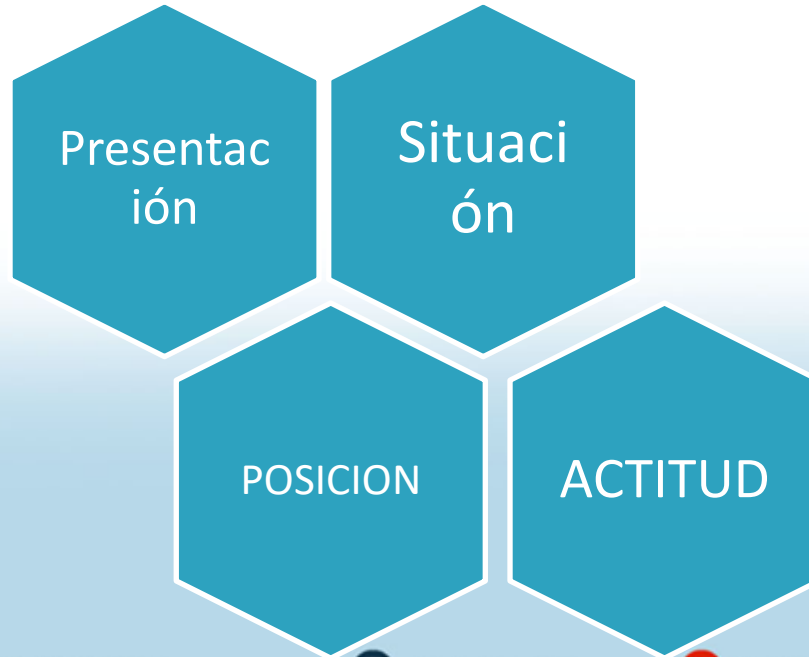 Presentac
ión
Situaci
ón
POSICION
ACTITUD